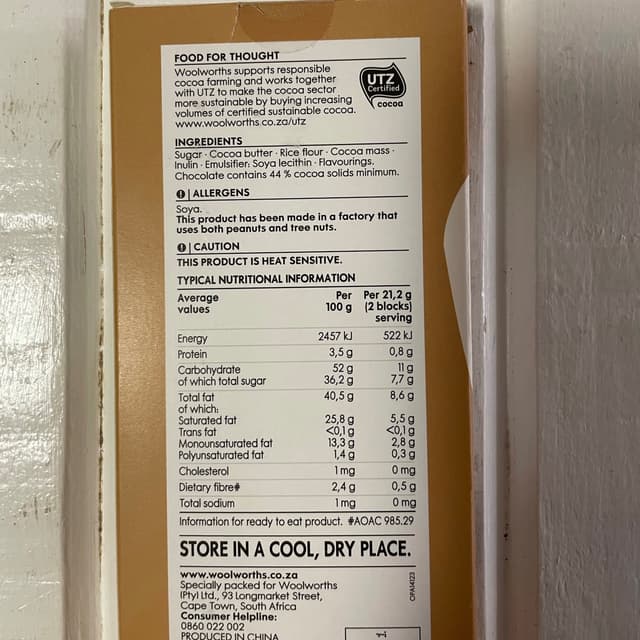 FOOD FOR THOUGHT
Woolworths supports responsible
cocoa farming and works together
with UTZ to make the cocoa sector
more sustainable by buying increasing
volumes of certified sustainable cocoa.
www.woolworths.co.za/utz
UTZ
Certified
cocoa
INGREDIENTS
Sugar · Cocoa butter · Rice flour · Cocoa mass ·
Inulin · Emulsifier: Soya lecithin · Flavourings.
Chocolate contains 44 % cocoa solids minimum.
! | ALLERGENS
Soya.
This product has been made in a factory that
uses both peanuts and tree nuts.
! | CAUTION
THIS PRODUCT IS HEAT SENSITIVE.
TYPICAL NUTRITIONAL INFORMATION
Average values Per 100 g Per 21,2 g (2 blocks) serving
Energy 2457 kJ 522 kJ
Protein 3,5 g 0,8 g
Carbohydrate 52 g 11 g
of which total sugar 36,2 g 7,7 g
Total fat 40,5 g 8,6 g
of which:
Saturated fat 25,8 g 5,5 g
Trans fat <0,1 g <0,1 g
Monounsaturated fat 13,3 g 2,8 g
Polyunsaturated fat 1,4 g 0,3 g
Cholesterol 1 mg 0 mg
Dietary fibre# 2,4 g 0,5 g
Total sodium 1 mg 0 mg
Information for ready to eat product. #AOAC 985.29
STORE IN A COOL, DRY PLACE.
www.woolworths.co.za
Specially packed for Woolworths
(Pty) Ltd., 93 Longmarket Street,
Cape Town, South Africa
Consumer Helpline:
0860 022 002
PRODUCED IN CHINA